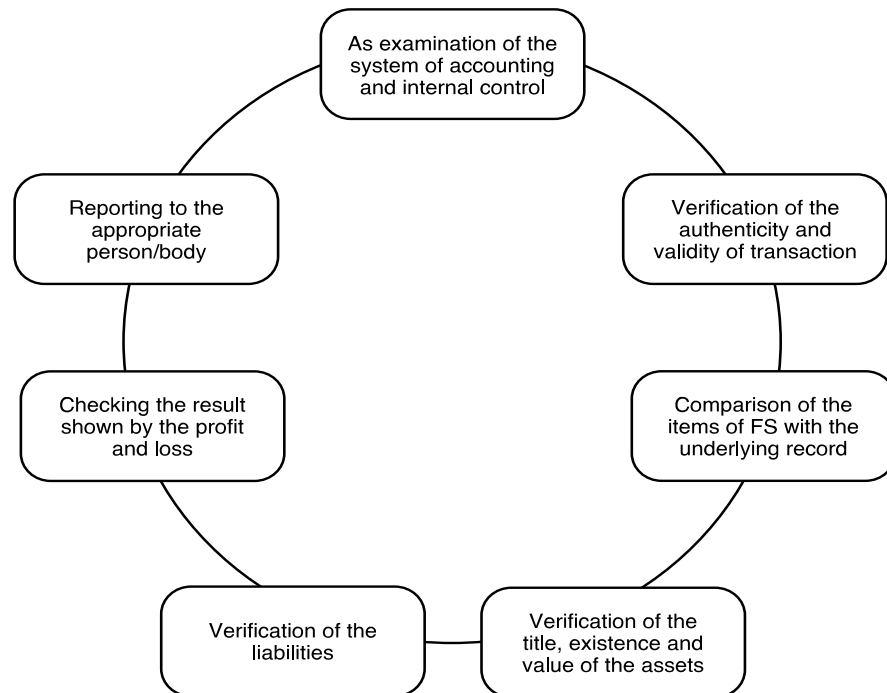 As examination of the
system of accounting
and internal control
Verification of the
authenticity and
validity of transaction
Comparison of the
items of FS with the
underlying record
Verification of the
title, existence and
value of the assets
Verification of the
liabilities
Checking the result
shown by the profit
and loss
Reporting to the
appropriate
person/body